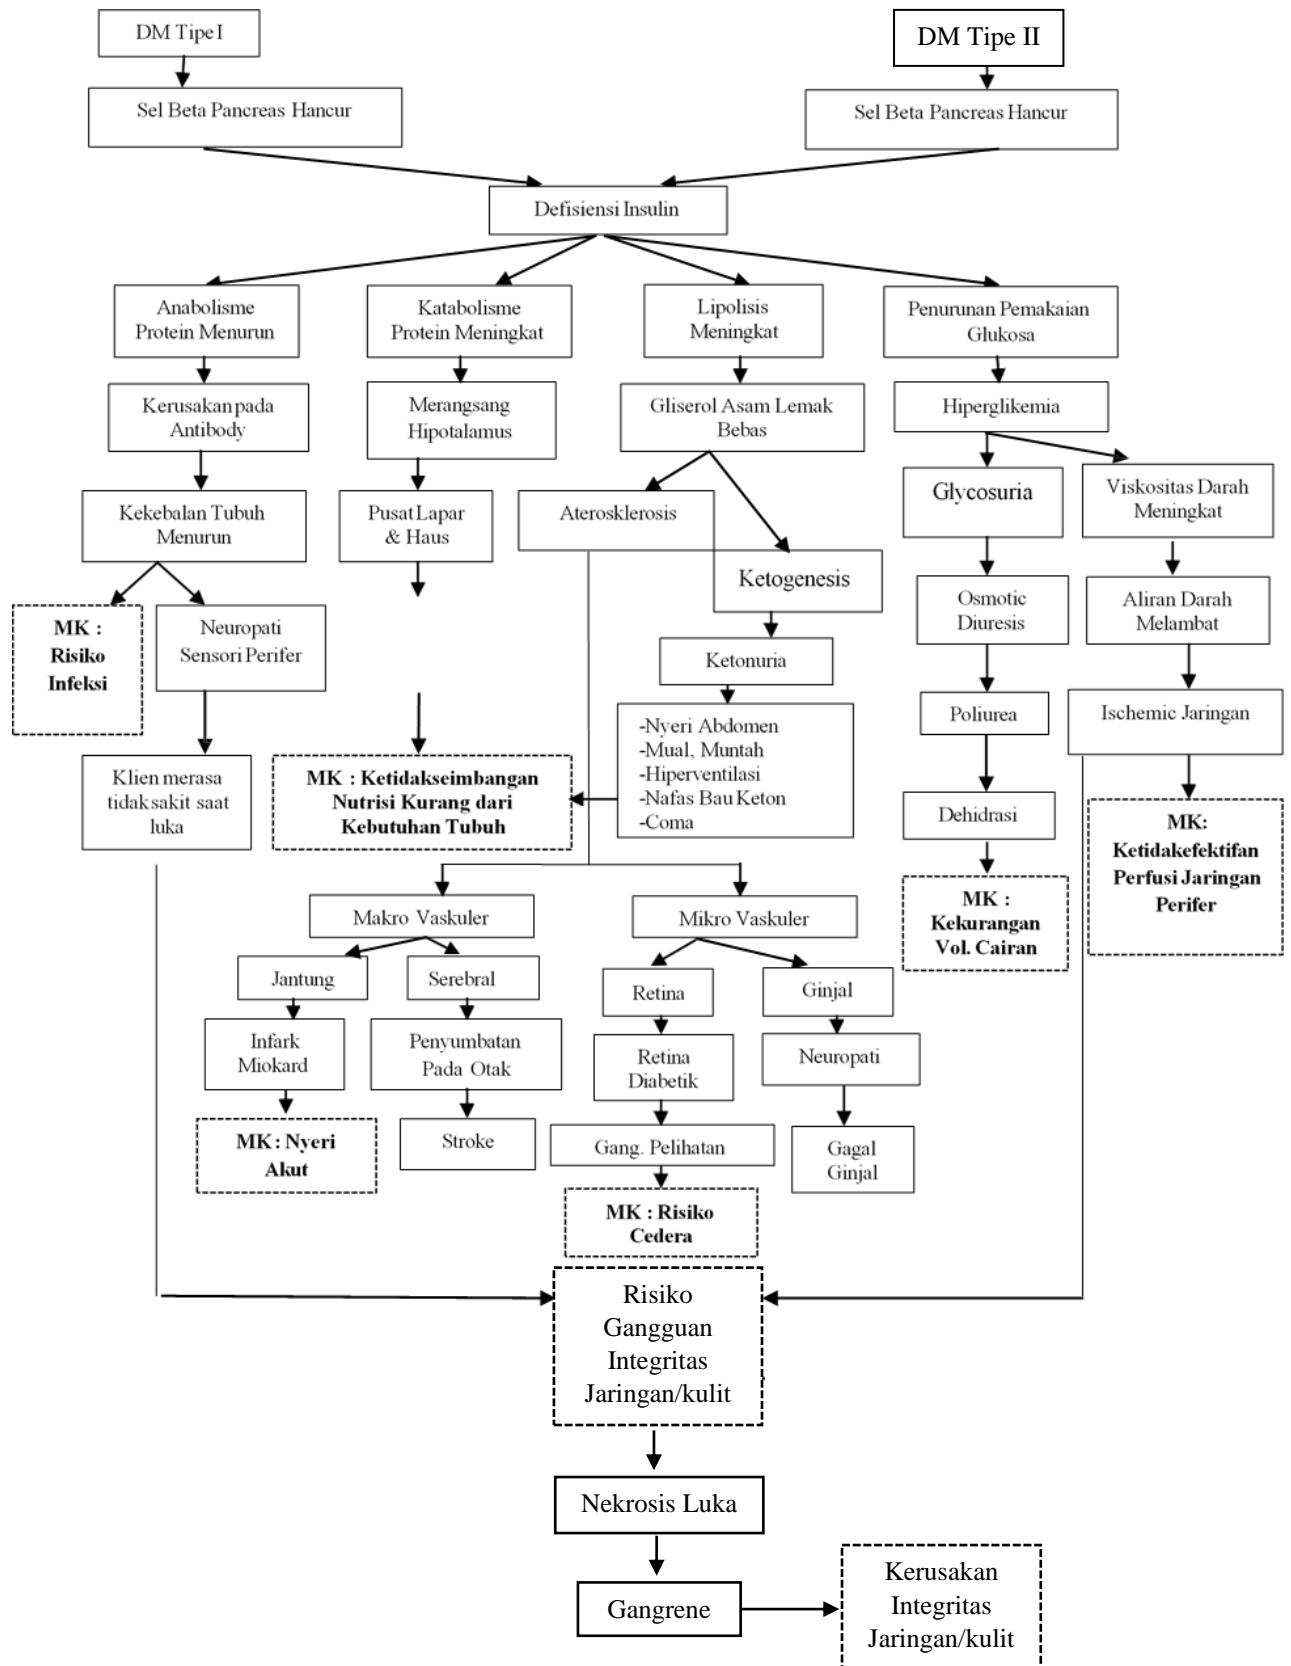 DM Tipe I
DM Tipe II
Sel Beta Pancreas Hancur
Sel Beta Pancreas Hancur
Defisiensi Insulin
Anabolisme
Protein Menurun
Katabolisme
Protein Meningkat
Lipolisis
Meningkat
Penurunan Pemakaian
Glukosa
Kerusakan pada
Antibody
Merangsang
Hipotalamus
Gliserol Asam Lemak
Bebas
Hiperglikemia
Kekebalan Tubuh
Menurun
Pusat Lapar
& Haus
Aterosklerosis
Ketogenesis
Glycosuria
Viskositas Darah
Meningkat
MK :
Risiko
Infeksi
Neuropati
Sensori Perifer
Ketonuria
Osmotic
Diuresis
Aliran Darah
Melambat
Klien merasa
tidak sakit saat
luka
MK : Ketidakseimbangan
Nutrisi Kurang dari
Kebutuhan Tubuh
-Nyeri Abdomen
-Mual, Muntah
-Hiperventilasi
-Nafas Bau Keton
-Coma
Poliurea
Ischemic Jaringan
Dehidrasi
MK:
Ketidakefektifan
Perfusi Jaringan
Perifer
MK :
Kekurangan
Vol. Cairan
Makro Vaskuler
Mikro Vaskuler
Jantung
Serebral
Retina
Ginjal
Infark
Miokard
Penyumbatan
Pada Otak
Retina
Diabetik
Neuropati
MK: Nyeri
Akut
Stroke
Gang. Pelihatan
Gagal
Ginjal
MK : Risiko
Cedera
Risiko
Gangguan
Integritas
Jaringan/kulit
Nekrosis Luka
Gangrene
Kerusakan
Integritas
Jaringan/kulit